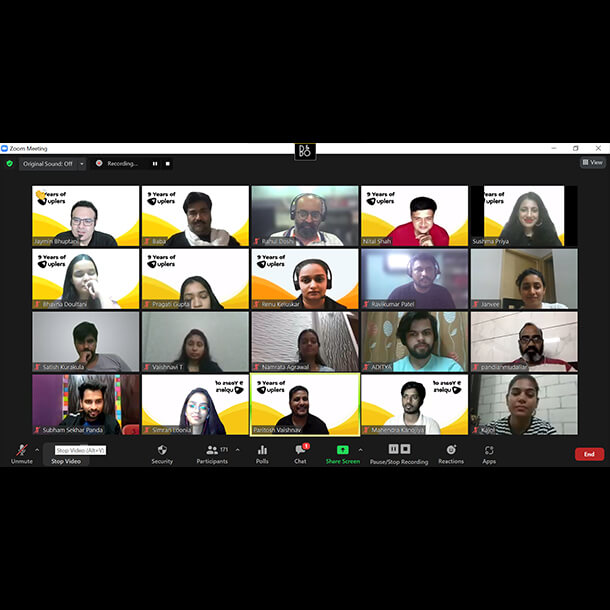 Zoom Meeting
B&O
Original Sound: Off
Recording...
View
9 Years of
uplers
Jaymin Bhuptani
9 Years of
uplers
Baba
Rahul Doshi
9 Years of
uplers
Nital Shah
9 Years of
uplers
Sushma Priya
9 Years of
uplers
Bhavna Doultani
9 Years of
uplers
Pragati Gupta
9 Years of
uplers
Renu Keluskar
Ravikumar Patel
Janvee
Satish Kurakula
Vaishnavi T
Namrata Agrawal
ADITYA
pandianmudaliar
Subham Sekhar Panda
9 Years of
uplers
Simran Loonia
9 Years of
uplers
Paritosh Vaishnav
9 Years of
uplers
Mahendra Kanojiya
Kajol
Stop Video (Alt+V)
171
1
Unmute
Stop Video
Security
Participants
Polls
Chat
Share Screen
Pause/Stop Recording
Reactions
Apps
End